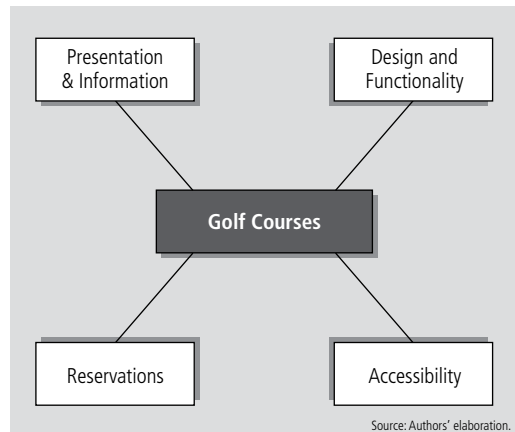 Presentation
& Information
Design and
Functionality
Golf Courses
Reservations
Accessibility
Source: Authors' elaboration.